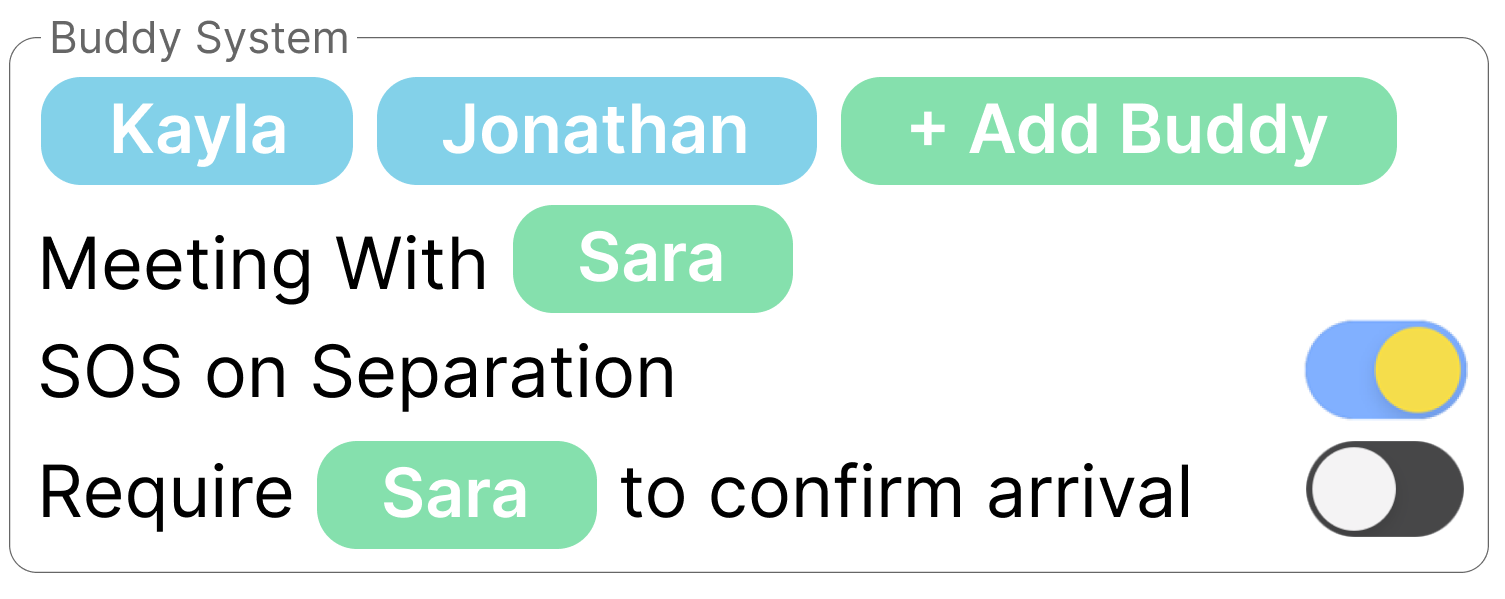 Buddy System
Kayla Jonathan + Add Buddy
Meeting With Sara
SOS on Separation
Require Sara to confirm arrival